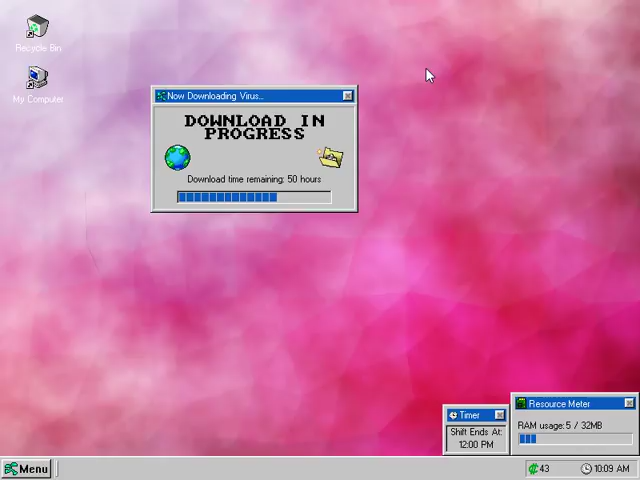 Recycle Bin
My Computer
Now Downloading Virus...
DOWNLOAD IN
PROGRESS
Download time remaining: 50 hours
Timer
Shift Ends At:
12:00 PM
Resource Meter
RAM usage: 5 / 32MB
Menu
43
10:09 AM